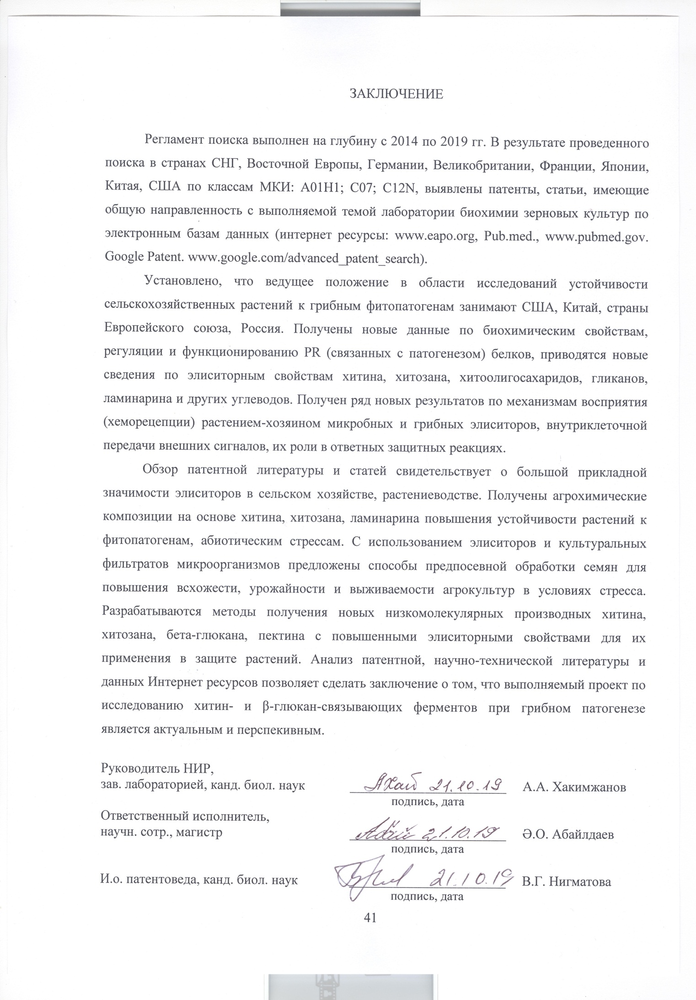 ЗАКЛЮЧЕНИЕ
Регламент поиска выполнен на глубину с 2014 по 2019 гг. В результате проведенного
поиска в странах СНГ, Восточной Европы, Германии, Великобритании, Франции, Японии,
Китая, США по классам МКИ: A01H1; C07; C12N, выявлены патенты, статьи, имеющие
общую направленность с выполняемой темой лаборатории биохимии зерновых культур по
электронным базам данных (интернет ресурсы: www.eapo.org, Pub.med., www.pubmed.gov.
Google Patent. www.google.com/advanced_patent_search).
Установлено, что ведущее положение в области исследований устойчивости
сельскохозяйственных растений к грибным фитопатогенам занимают США, Китай, страны
Европейского союза, Россия. Получены новые данные по биохимическим свойствам,
регуляции и функционированию PR (связанных с патогенезом) белков, приводятся новые
сведения по элиситорным свойствам хитина, хитозана, хитоолигосахаридов, гликанов,
ламинарина и других углеводов. Получен ряд новых результатов по механизмам восприятия
(хеморецепции) растением-хозяином микробных и грибных элиситоров, внутриклеточной
передачи внешних сигналов, их роли в ответных защитных реакциях.
Обзор патентной литературы и статей свидетельствует о большой прикладной
значимости элиситоров в сельском хозяйстве, растениеводстве. Получены агрохимические
композиции на основе хитина, хитозана, ламинарина повышения устойчивости растений к
фитопатогенам, абиотическим стрессам. С использованием элиситоров и культуральных
фильтратов микроорганизмов предложены способы предпосевной обработки семян для
повышения всхожести, урожайности и выживаемости агрокультур в условиях стресса.
Разрабатываются методы получения новых низкомолекулярных производных хитина,
хитозана, бета-глюкана, пектина с повышенными элиситорными свойствами для их
применения в защите растений. Анализ патентной, научно-технической литературы и
данных Интернет ресурсов позволяет сделать заключение о том, что выполняемый проект по
исследованию хитин- и β-глюкан-связывающих ферментов при грибном патогенезе
является актуальным и перспекивным.
Руководитель НИР,
зав. лабораторией, канд. биол. наук 21.10.19 А.А. Хакимжанов
подпись, дата
Ответственный исполнитель,
научн. сотр., магистр 21.10.19 Ә.О. Абайлдаев
подпись, дата
И.о. патентоведа, канд. биол. наук 21.10.19 В.Г. Нигматова
подпись, дата
41